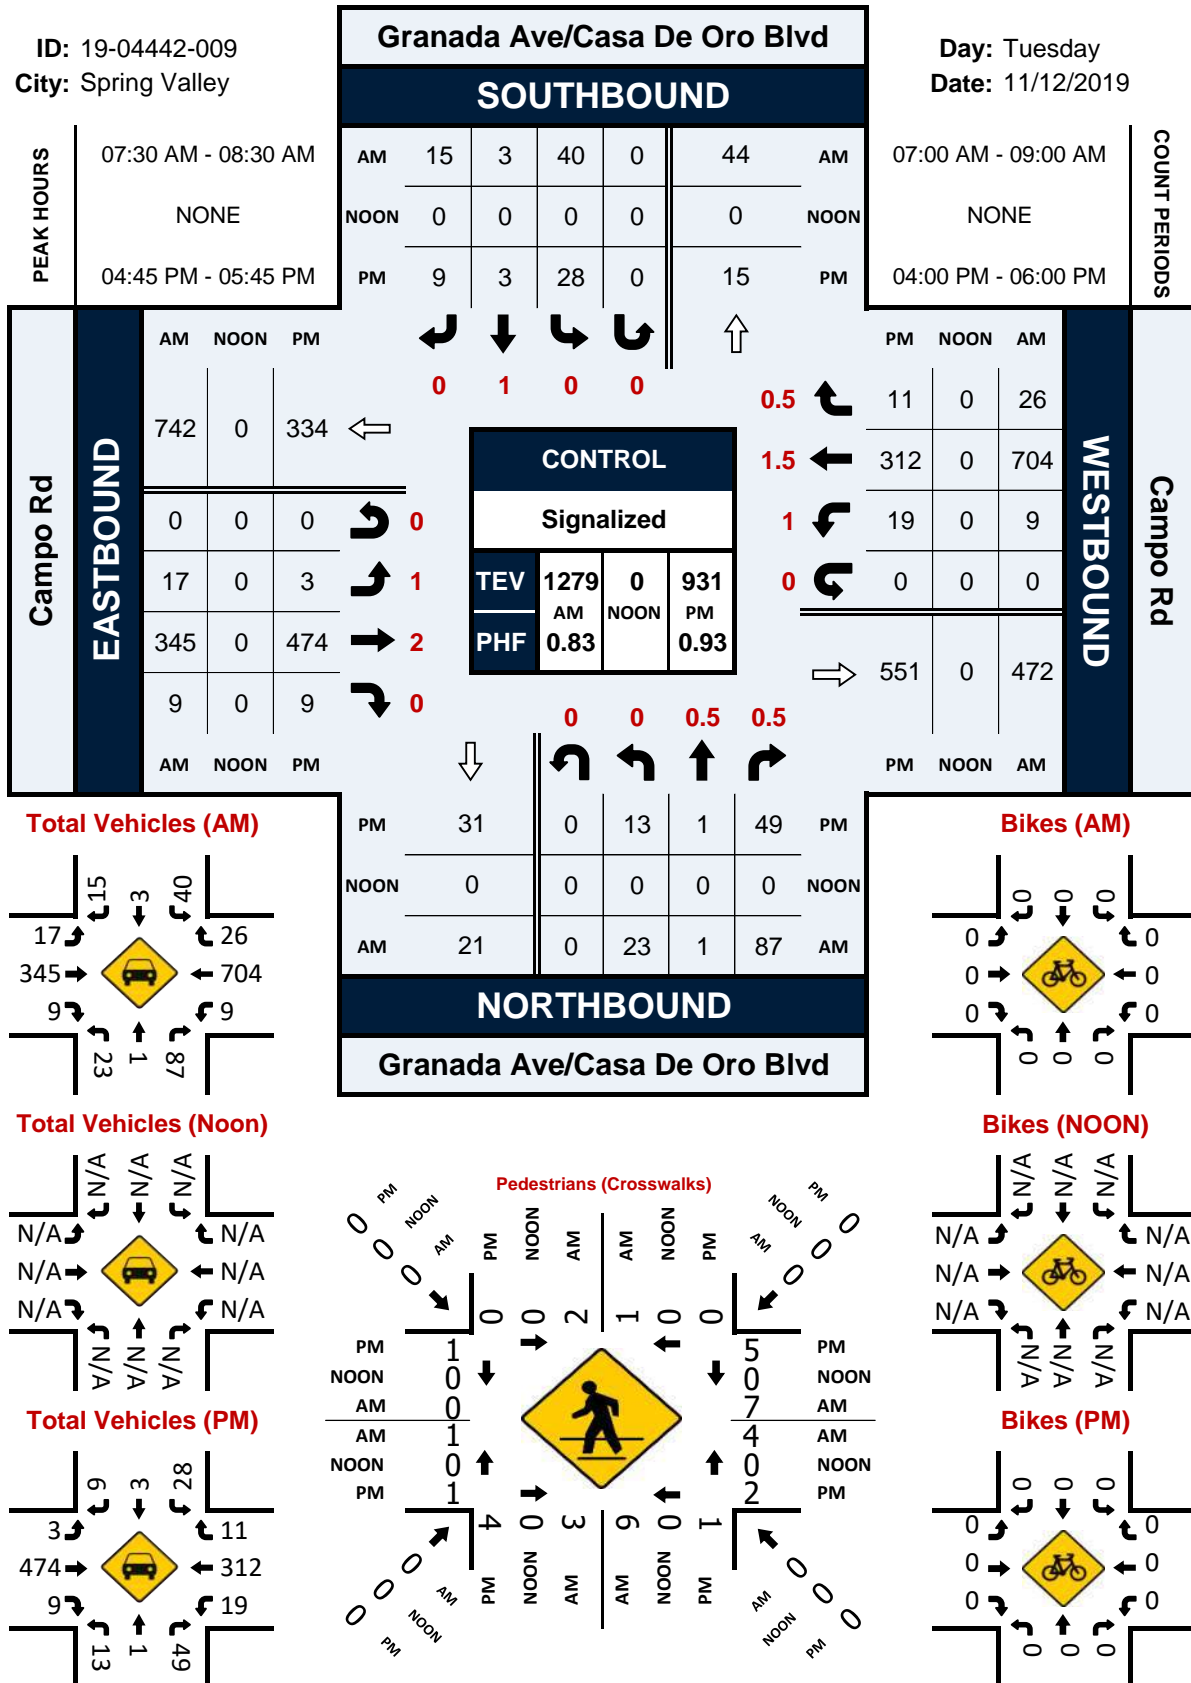 ID: 19-04442-009
City: Spring Valley
Granada Ave/Casa De Oro Blvd
SOUTHBOUND
Day: Tuesday
Date: 11/12/2019
PEAK HOURS
07:30 AM - 08:30 AM
NONE
04:45 PM - 05:45 PM
AM 15 3 40 0 44 AM
NOON 0 0 0 0 0 NOON
PM 9 3 28 0 15 PM
07:00 AM - 09:00 AM
NONE
04:00 PM - 06:00 PM
COUNT PERIODS
0 1 0 0
Campo Rd
EASTBOUND
AM NOON PM
742 0 334
0 0 0 0
17 0 3 1
345 0 474 2
9 0 9 0
AM NOON PM
CONTROL
Signalized
TEV 1279 0 931
AM NOON PM
PHF 0.83 0.93
PM NOON AM
0.5 11 0 26
1.5 312 0 704
1 19 0 9
0 0 0 0
551 0 472
PM NOON AM
WESTBOUND
Campo Rd
0 0 0.5 0.5
PM 31 0 13 1 49 PM
NOON 0 0 0 0 0 NOON
AM 21 0 23 1 87 AM
NORTHBOUND
Granada Ave/Casa De Oro Blvd
Total Vehicles (AM)
15 3 40
17 26
345 704
9 9
23 1 87
Bikes (AM)
0 0 0
0 0
0 0
0 0
0 0 0
Total Vehicles (Noon)
N/A N/A N/A
N/A N/A
N/A N/A
N/A N/A
N/A N/A N/A
Bikes (NOON)
N/A N/A N/A
N/A N/A
N/A N/A
N/A N/A
N/A N/A N/A
Total Vehicles (PM)
9 3 28
3 11
474 312
9 19
13 1 49
Bikes (PM)
0 0 0
0 0
0 0
0 0
0 0 0
Pedestrians (Crosswalks)
PM NOON AM
0 0 0
PM NOON AM AM NOON PM
PM NOON AM
0 0 0
0 0 2 1 0 0
PM 1 5 PM
NOON 0 0 NOON
AM 0 7 AM
AM 1 4 AM
NOON 0 0 NOON
PM 1 2 PM
4 0 3 6 0 1
PM NOON AM AM NOON PM
0 0 0
AM NOON PM
0 0 0
AM NOON PM